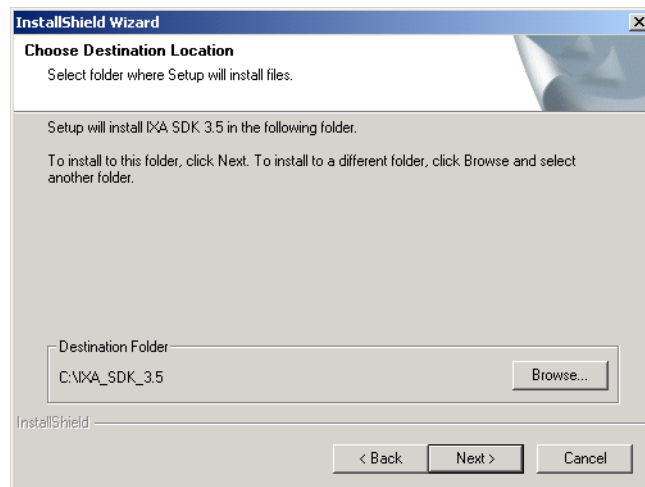 InstallShield Wizard
Choose Destination Location
Select folder where Setup will install files.
Setup will install IXA SDK 3.5 in the following folder.
To install to this folder, click Next. To install to a different folder, click Browse and select
another folder.
Destination Folder
C:\IXA_SDK_3.5
Browse...
InstallShield
< Back
Next >
Cancel